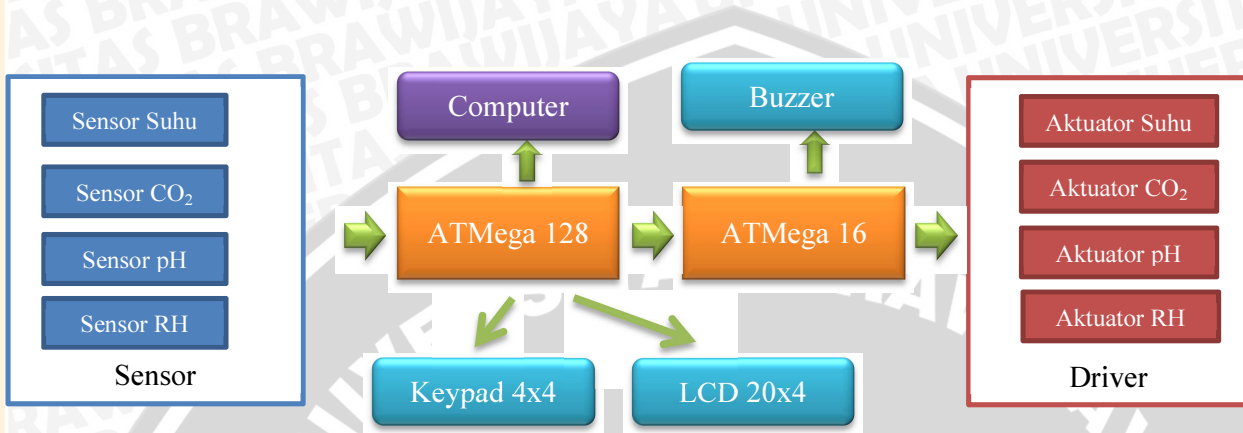 Sensor Suhu
Sensor CO₂
Sensor pH
Sensor RH
Sensor
Computer
Buzzer
ATMega 128
ATMega 16
Keypad 4x4
LCD 20x4
Aktuator Suhu
Aktuator CO₂
Aktuator pH
Aktuator RH
Driver